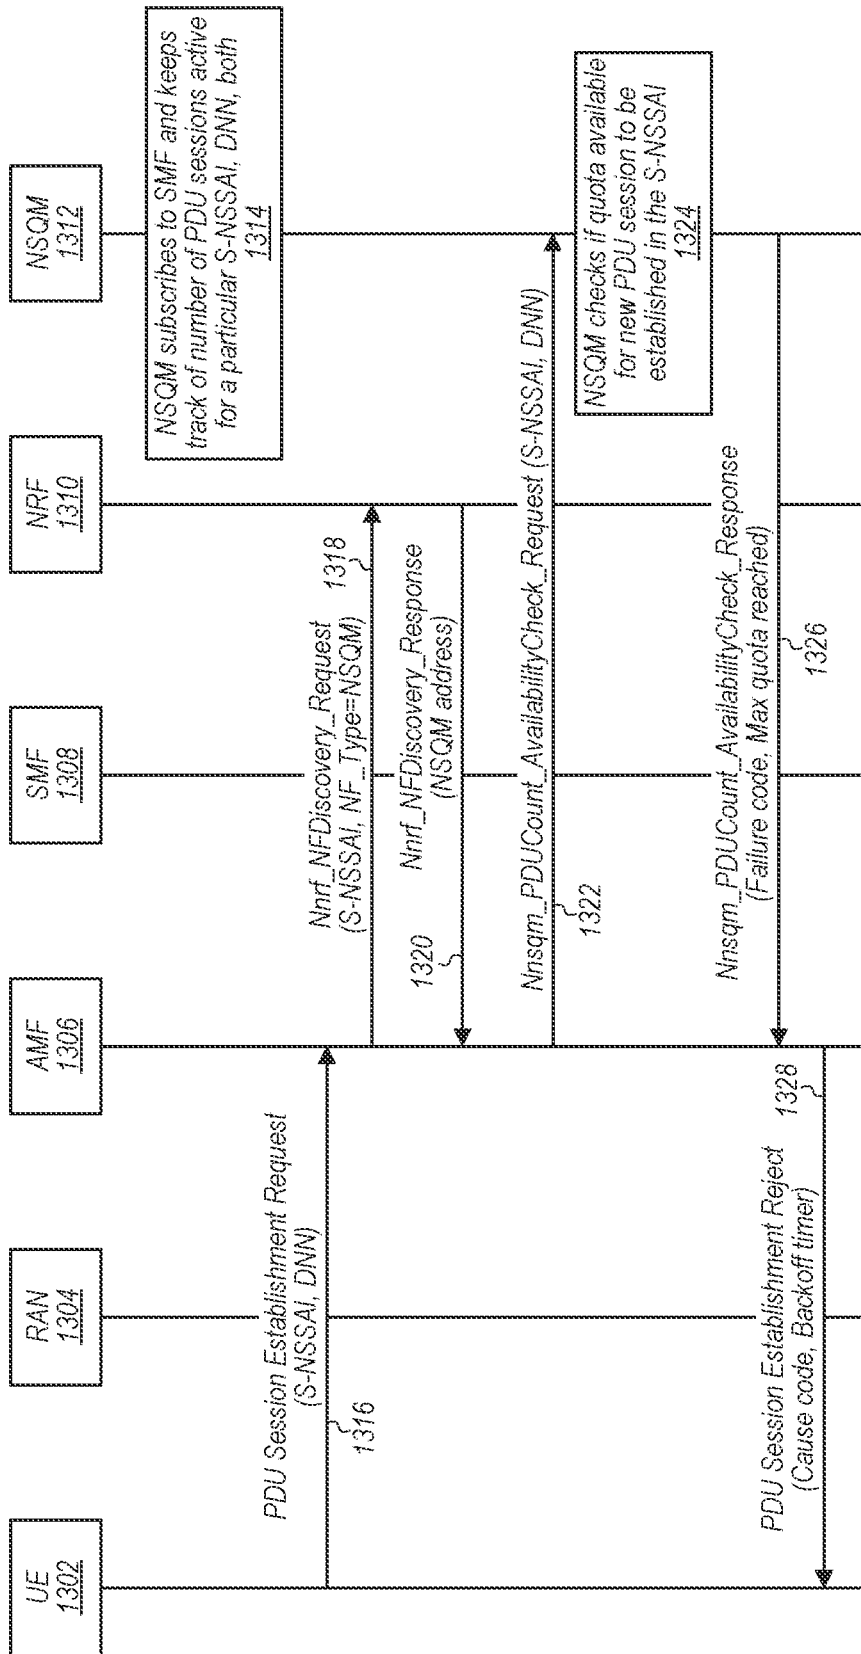 UE
1302
RAN
1304
AMF
1306
SMF
1308
NRF
1310
NSQM
1312
NSQM subscribes to SMF and keeps
track of number of PDU sessions active
for a particular S-NSSAI, DNN, both
1314
PDU Session Establishment Request
(S-NSSAI, DNN)
1316
Nnrf_NFDiscovery_Request
(S-NSSAI, NF_Type=NSQM)
1318
Nnrf_NFDiscovery_Response
(NSQM address)
1320
Nnsqm_PDUCount_AvailabilityCheck_Request (S-NSSAI, DNN)
1322
NSQM checks if quota available
for new PDU session to be
established in the S-NSSAI
1324
Nnsqm_PDUCount_AvailabilityCheck_Response
(Failure code, Max quota reached)
1326
1328
PDU Session Establishment Reject
(Cause code, Backoff timer)